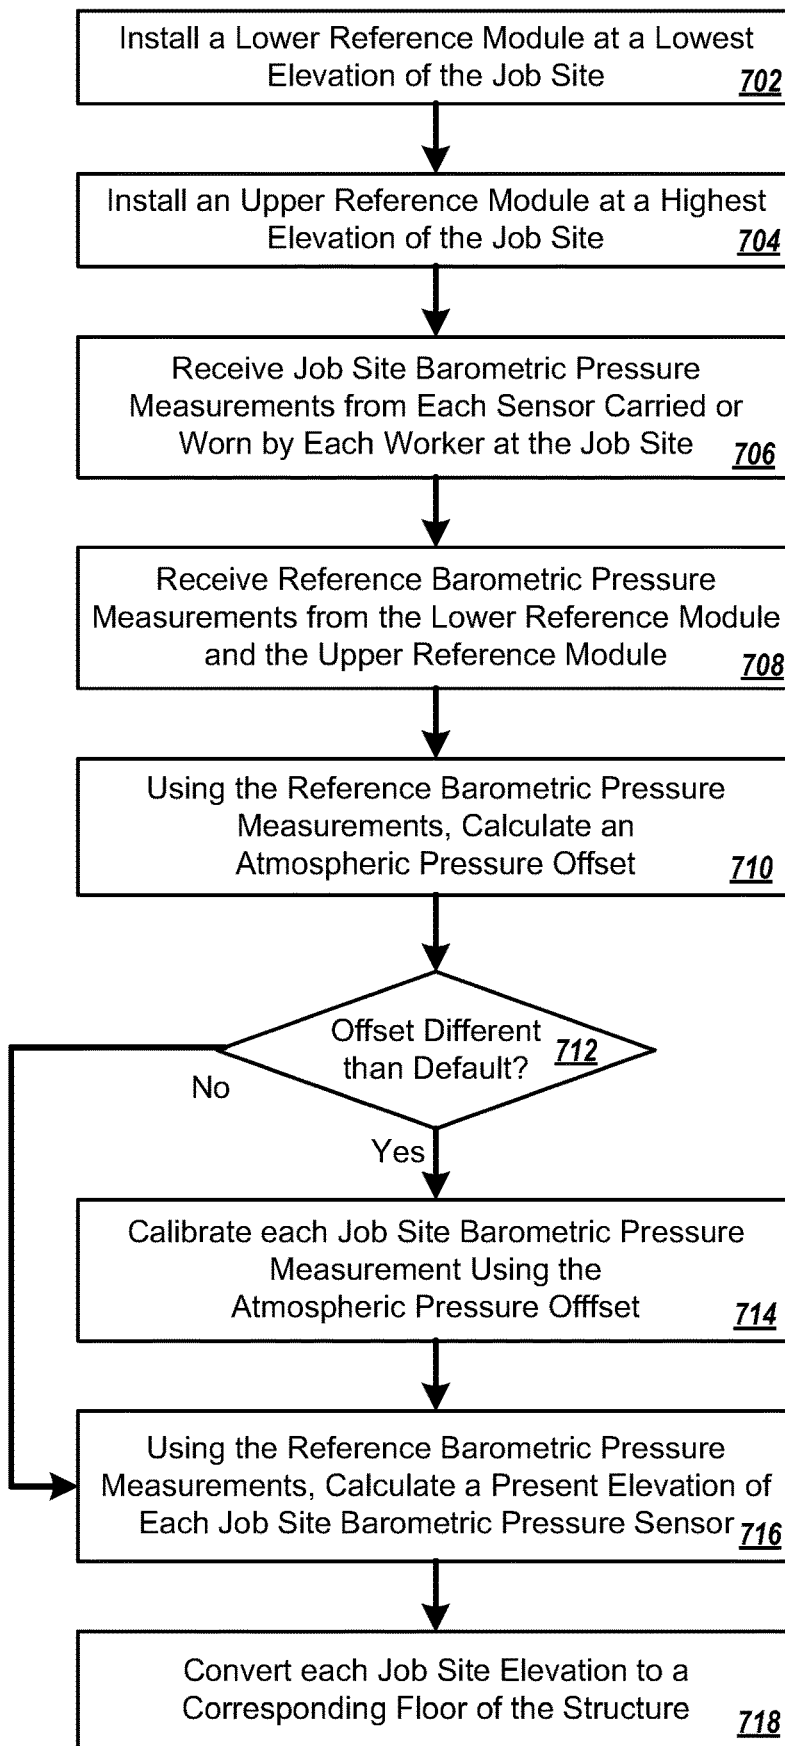 Install a Lower Reference Module at a Lowest
Elevation of the Job Site
702
Install an Upper Reference Module at a Highest
Elevation of the Job Site
704
Receive Job Site Barometric Pressure
Measurements from Each Sensor Carried or
Worn by Each Worker at the Job Site
706
Receive Reference Barometric Pressure
Measurements from the Lower Reference Module
and the Upper Reference Module
708
Using the Reference Barometric Pressure
Measurements, Calculate an
Atmospheric Pressure Offset
710
Offset Different
than Default?
712
No
Yes
Calibrate each Job Site Barometric Pressure
Measurement Using the
Atmospheric Pressure Offfset
714
Using the Reference Barometric Pressure
Measurements, Calculate a Present Elevation of
Each Job Site Barometric Pressure Sensor
716
Convert each Job Site Elevation to a
Corresponding Floor of the Structure
718